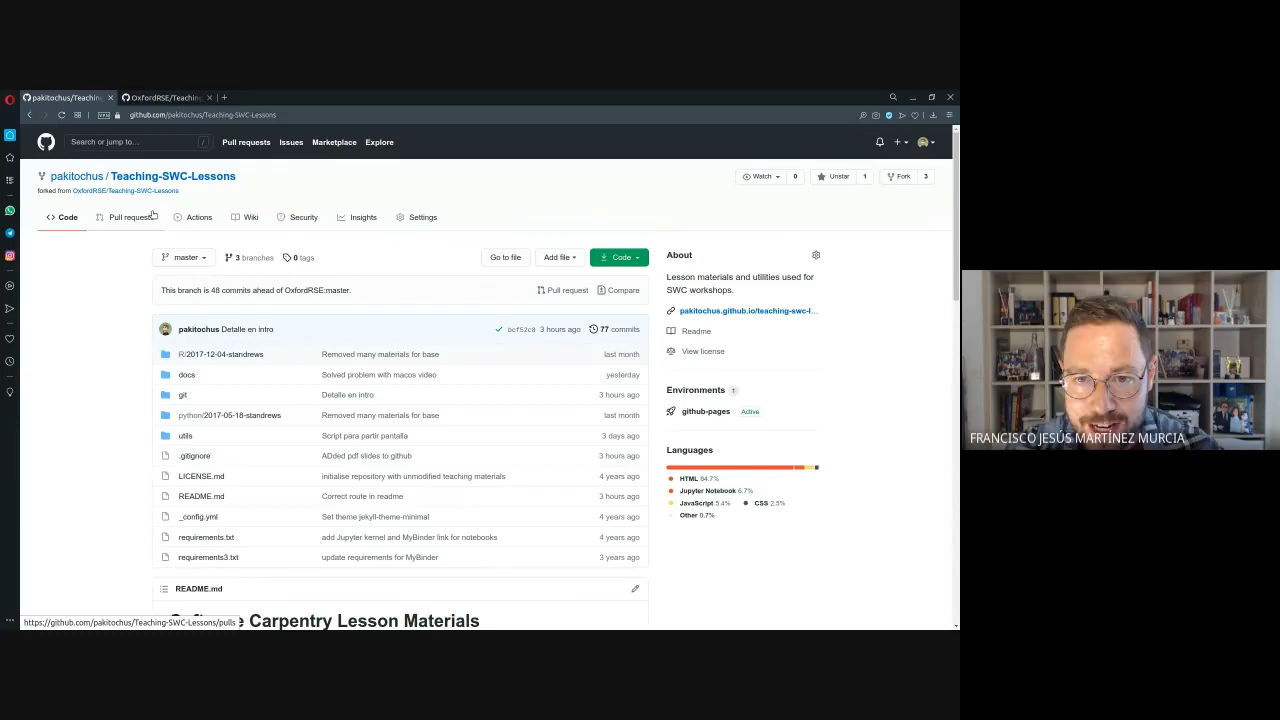 pakitochus/Teaching
OxfordRSE/Teaching
VPN
github.com/pakitochus/Teaching-SWC-Lessons
Search or jump to...
/
Pull requests
Issues
Marketplace
Explore
pakitochus / Teaching-SWC-Lessons
forked from OxfordRSE/Teaching-SWC-Lessons
Watch 0
Unstar 1
Fork 3
Code
Pull requests
Actions
Wiki
Security
Insights
Settings
master
3 branches
0 tags
Go to file
Add file
Code
This branch is 48 commits ahead of OxfordRSE:master.
Pull request
Compare
pakitochus Detalle en intro
bcf52c0 3 hours ago
77 commits
R/2017-12-04-standrews Removed many materials for base last month
docs Solved problem with macos video yesterday
git Detalle en intro 3 hours ago
python/2017-05-18-standrews Removed many materials for base last month
utils Script para partir pantalla 3 days ago
.gitignore ADded pdf slides to github 3 hours ago
LICENSE.md initialise repository with unmodified teaching materials 4 years ago
README.md Correct route in readme 3 hours ago
_config.yml Set theme jekyll-theme-minimal 4 years ago
requirements.txt add Jupyter kernel and MyBinder link for notebooks 4 years ago
requirements3.txt update requirements for MyBinder 3 years ago
README.md
Carpentry Lesson Materials
https://github.com/pakitochus/Teaching-SWC-Lessons/pulls
About
Lesson materials and utilities used for
SWC workshops.
pakitochus.github.io/teaching-swc-l...
Readme
View license
Environments 1
github-pages Active
Languages
HTML 84.7%
Jupyter Notebook 6.7%
JavaScript 5.4% CSS 2.5%
Other 0.7%
FRANCISCO JESÚS MARTÍNEZ MURCIA